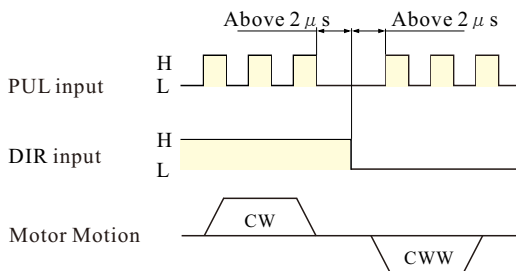 Above 2 μ s Above 2 μ s
H
PUL input L
H
DIR input
L
CW
Motor Motion
CWW